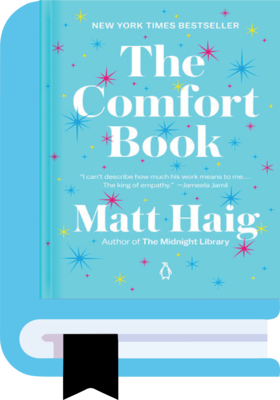 NEW YORK TIMES BESTSELLER
The
Comfort
Book
"I can't describe how much his work means to me....
The king of empathy." —Jameela Jamil
Matt Haig
Author of The Midnight Library